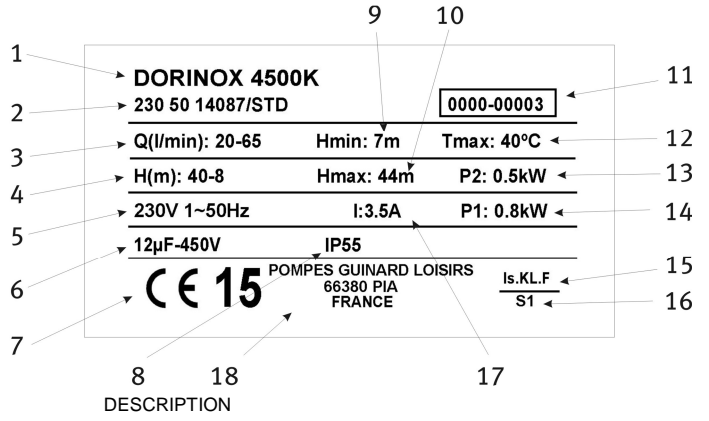 9 10
1 DORINOX 4500K
2 230 50 14087/STD 0000-00003 11
3 Q(l/min): 20-65 Hmin: 7m Tmax: 40ºC 12
4 H(m): 40-8 Hmax: 44m P2: 0.5kW 13
5 230V 1~50Hz I:3.5A P1: 0.8kW 14
6 12µF-450V IP55
7 CE 15 POMPES GUINARD LOISIRS Is.KL.F 15
66380 PIA S1 16
FRANCE
8 18 17
DESCRIPTION